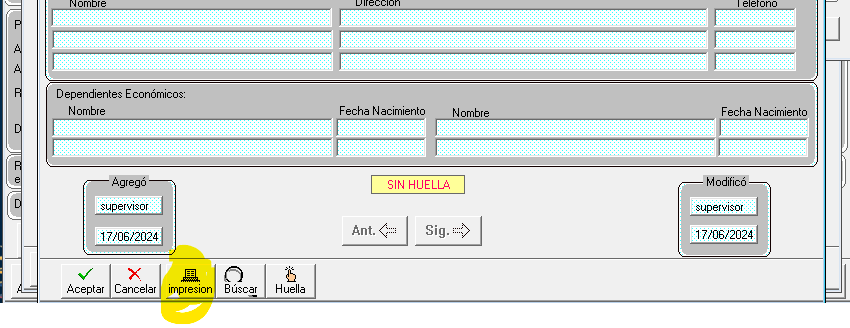 Nombre Dirección Teléfono
Dependientes Económicos:
Nombre Fecha Nacimiento Nombre Fecha Nacimiento
Agregó SIN HUELLA Modificó
supervisor supervisor
Ant. Sig.
17/06/2024 17/06/2024
Aceptar Cancelar impresion Búscar Huella